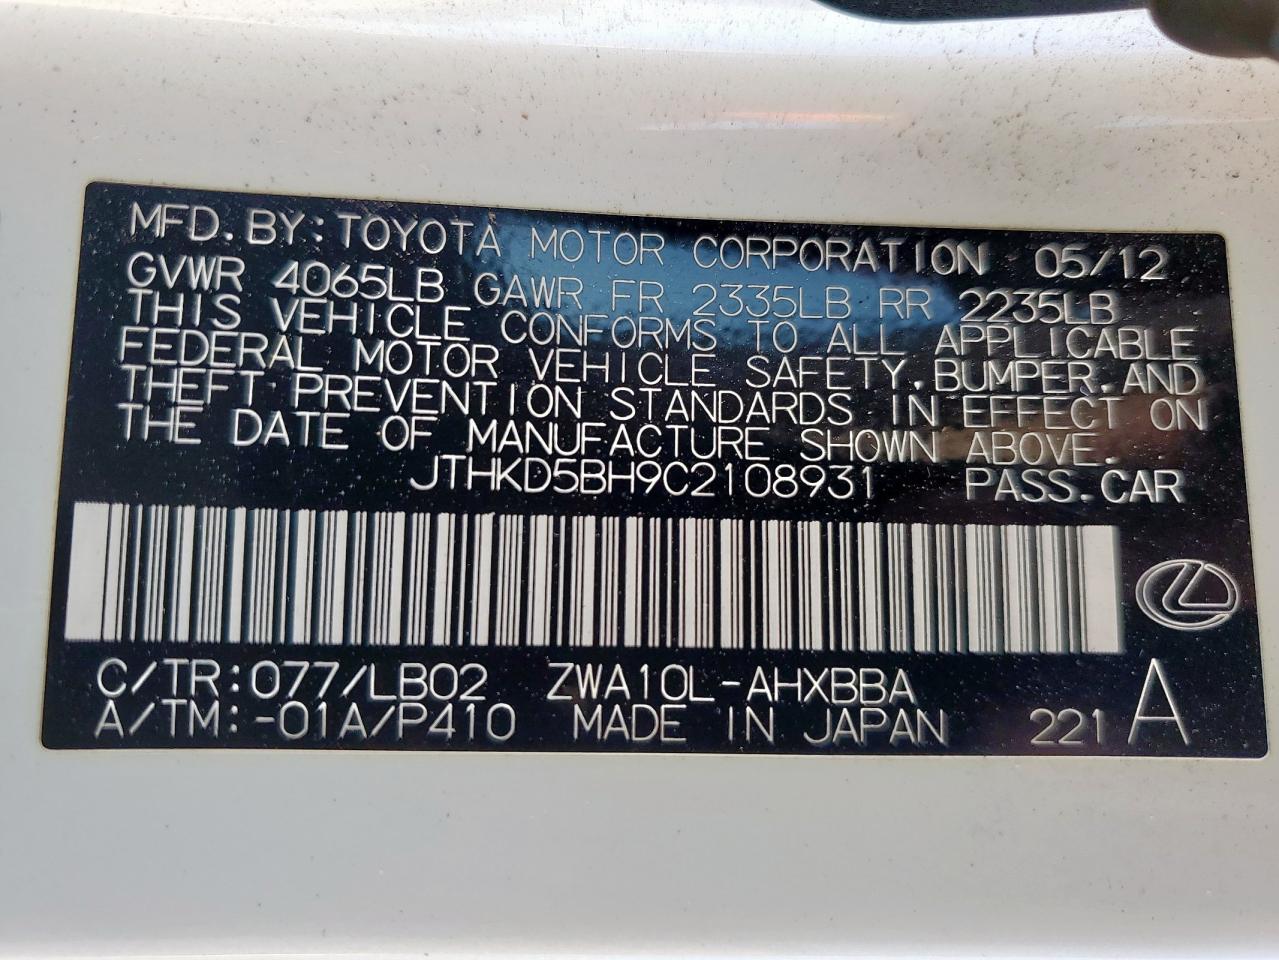 MFD. BY: TOYOTA MOTOR CORPORATION 05/12
GVWR 4065LB GAWR FR 2335LB RR 2235LB
THIS VEHICLE CONFORMS TO ALL APPLICABLE
FEDERAL MOTOR VEHICLE SAFETY, BUMPER, AND
THEFT PREVENTION STANDARDS IN EFFECT ON
THE DATE OF MANUFACTURE SHOWN ABOVE.
JTHKD5BH9C2108931 PASS. CAR
C/TR: 077/LB02 ZWA10L-AHXBBA
A/TM: -01A/P410 MADE IN JAPAN 221 A